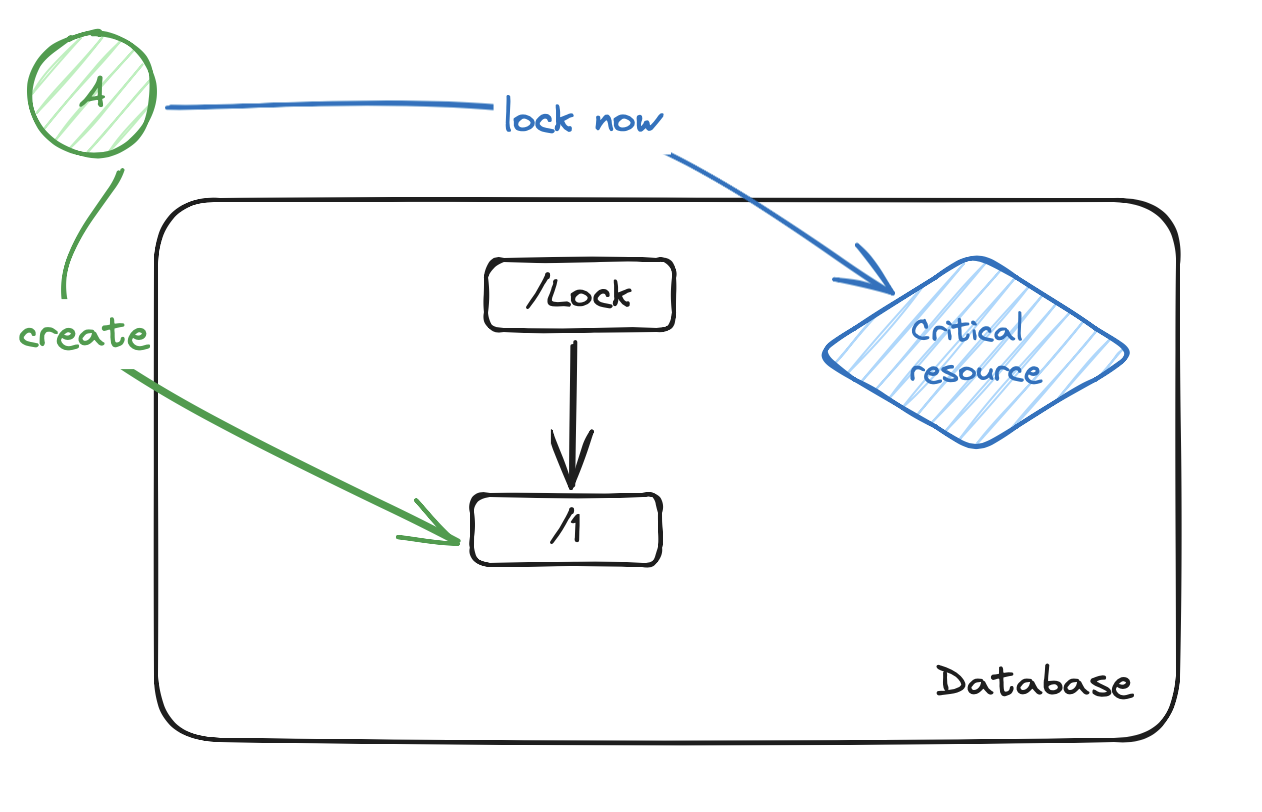 A
lock now
/Lock
Critical
resource
create
/1
Database